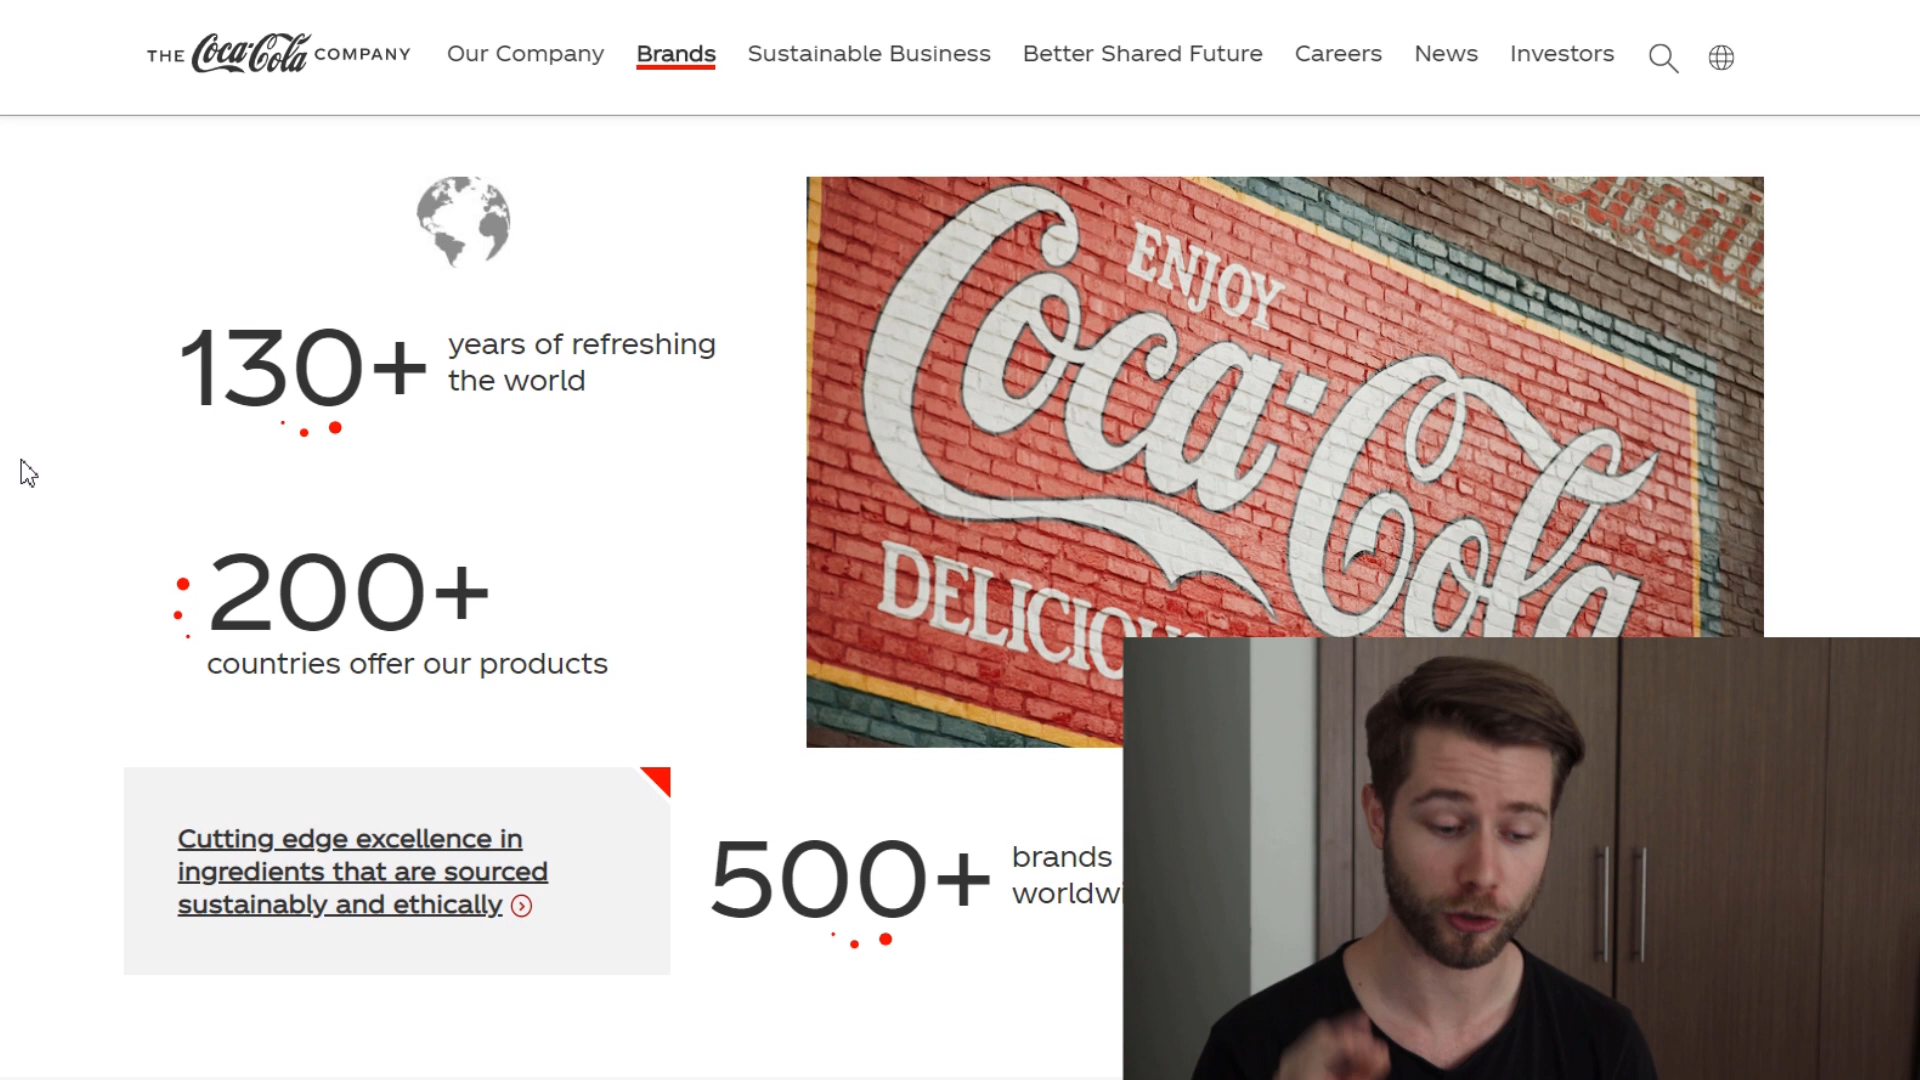 THE Coca-Cola COMPANY
Our Company
Brands
Sustainable Business
Better Shared Future
Careers
News
Investors
130+
years of refreshing
the world
ENJOY
Coca-Cola
200+
countries offer our products
Cutting edge excellence in
ingredients that are sourced
sustainably and ethically
500+
brands